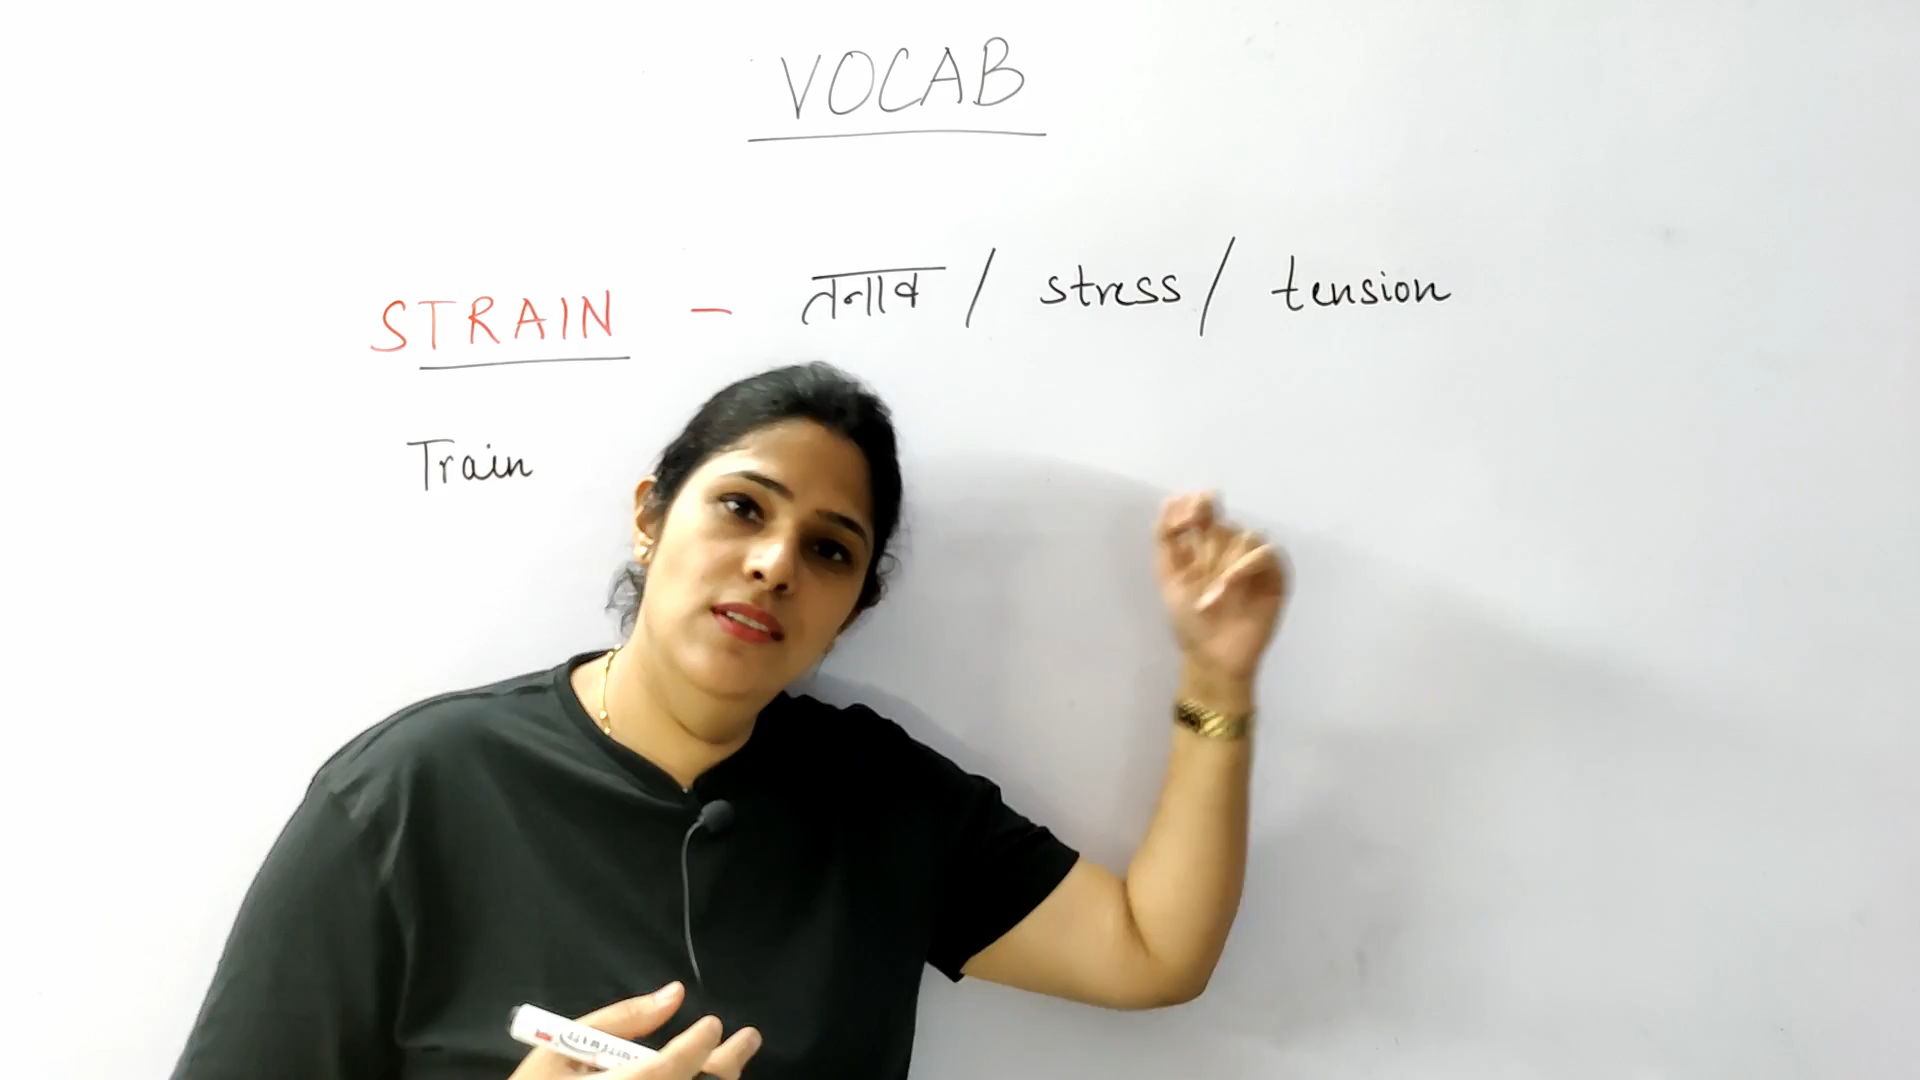 VOCAB
STRAIN - तनाव / stress / tension
Train